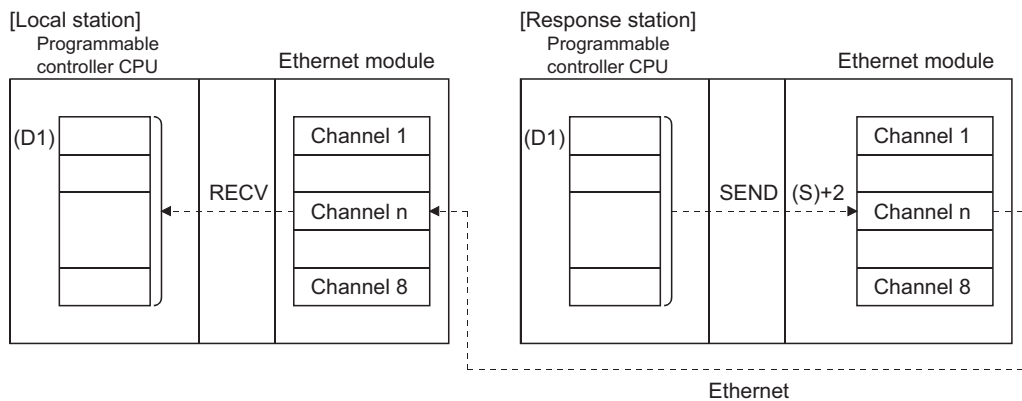 [Local station]
Programmable
controller CPU
Ethernet module
(D1)
Channel 1
RECV
Channel n
Channel 8
[Response station]
Programmable
controller CPU
Ethernet module
(D1)
Channel 1
SEND
(S)+2
Channel n
Channel 8
Ethernet